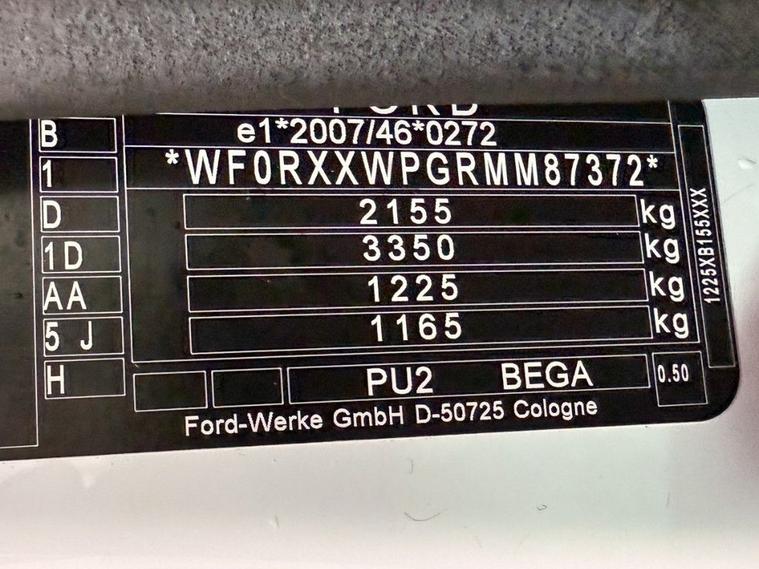 FORD
B e1*2007/46*0272
1 *WF0RXXWPGRMM87372*
D 2155 kg
1D 3350 kg
AA 1225 kg
5 J 1165 kg
H PU2 BEGA 0.50
Ford-Werke GmbH D-50725 Cologne
1225XB155XXX